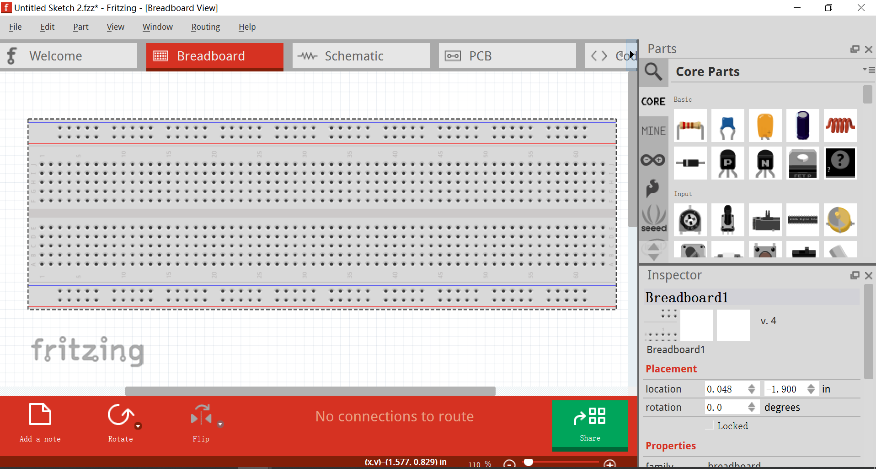 Untitled Sketch 2.fzz* - Fritzing - [Breadboard View]
File Edit Part View Window Routing Help
Welcome
Breadboard
Schematic
PCB
Cod
Parts
Core Parts
CORE
Basic
MINE
P
N
?
Input
seeed
Inspector
Breadboard1
v. 4
Breadboard1
Placement
location 0.048 1.900 in
rotation 0.0 degrees
Locked
Properties
family breadboard
fritzing
Add a note
Rotate
Flip
No connections to route
Share
(x,y)=(1.577, 0.829) in
110 %